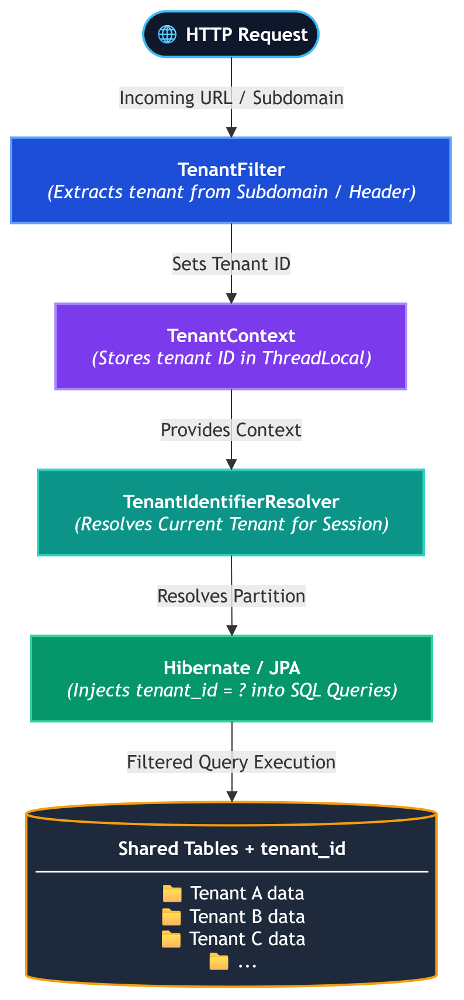 HTTP Request
Incoming URL / Subdomain
TenantFilter
(Extracts tenant from Subdomain / Header)
Sets Tenant ID
TenantContext
(Stores tenant ID in ThreadLocal)
Provides Context
TenantIdentifierResolver
(Resolves Current Tenant for Session)
Resolves Partition
Hibernate / JPA
(Injects tenant_id = ? into SQL Queries)
Filtered Query Execution
Shared Tables + tenant_id
Tenant A data
Tenant B data
Tenant C data
...